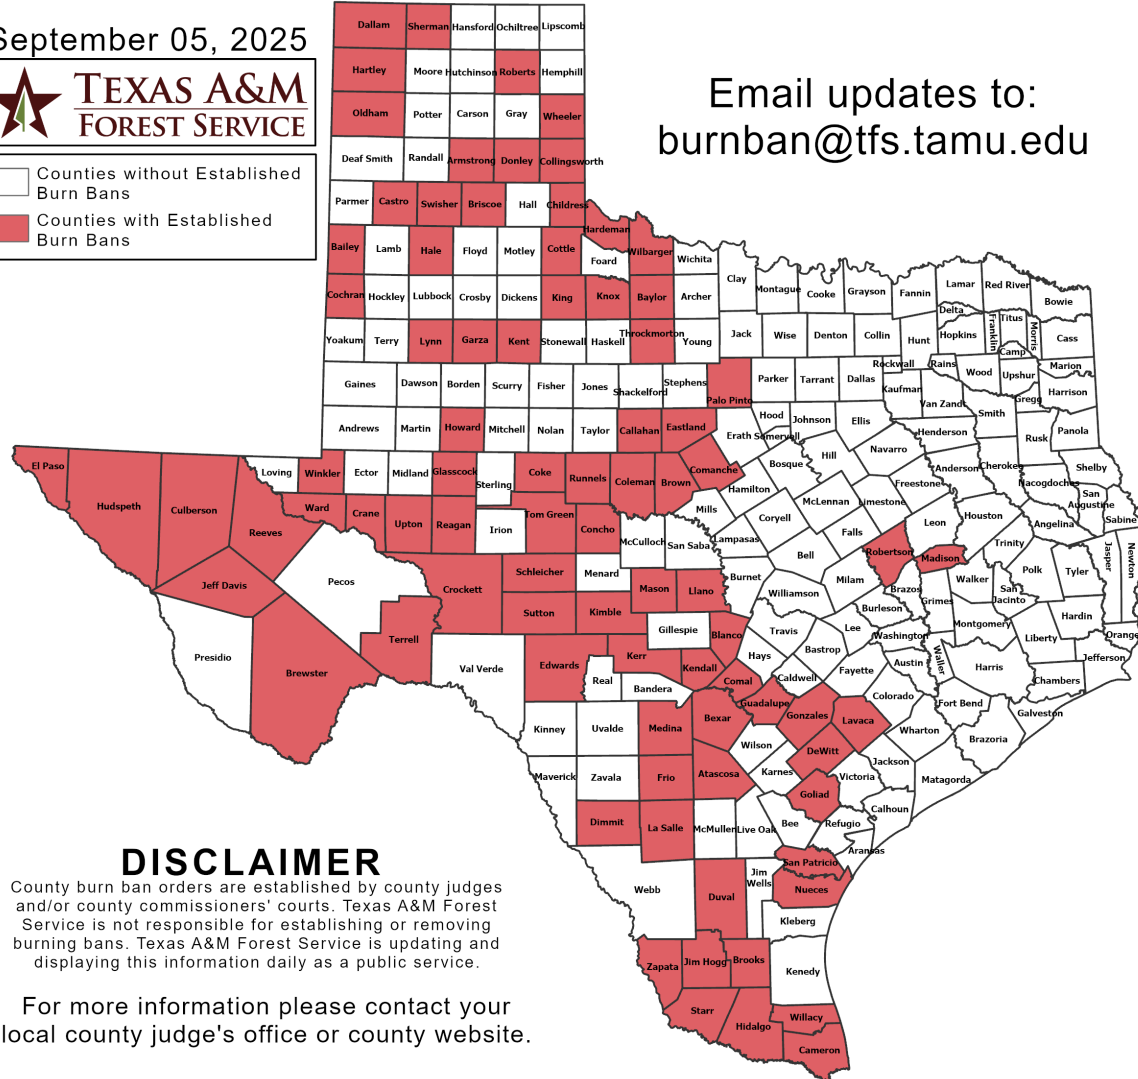 September 05, 2025
TEXAS A&M
FOREST SERVICE
Counties without Established
Burn Bans
Counties with Established
Burn Bans
Email updates to:
burnban@tfs.tamu.edu
Dallam Sherman Hansford Ochiltree Lipscomb
Hartley Moore Hutchinson Roberts Hemphill
Oldham Potter Carson Gray Wheeler
Deaf Smith Randall Armstrong Donley Collingsworth
Parmer Castro Swisher Briscoe Hall Childress
Hardeman
Bailey Lamb Hale Floyd Motley Cottle Foard Wilbarger Wichita
Clay Montague Cooke Grayson Fannin Lamar Red River Bowie
Cochran Hockley Lubbock Crosby Dickens King Knox Baylor Archer
Delta Franklin Titus Morris Cass
Yoakum Terry Lynn Garza Kent Stonewall Haskell Throckmorton Young Jack Wise Denton Collin Hunt Hopkins
Camp
Rockwall Rains Wood Upshur Marion
Gaines Dawson Borden Scurry Fisher Jones Shackelford Stephens Palo Pinto Parker Tarrant Dallas Kaufman Van Zandt Gregg Harrison
Smith
Andrews Martin Howard Mitchell Nolan Taylor Callahan Eastland Erath Hood Somervell Johnson Ellis Henderson Rusk Panola
El Paso Loving Winkler Ector Midland Glasscock Sterling Coke Runnels Coleman Brown Comanche Bosque Hill Navarro Anderson Cherokee Shelby
Hamilton Freestone Nacogdoches San Augustine Sabine
Hudspeth Culberson Reeves Ward Crane Upton Reagan Irion Tom Green Concho McCulloch San Saba Mills Lampasas Coryell McLennan Limestone Falls Leon Houston Angelina
Trinity Jasper Newton
Jeff Davis Pecos Crockett Schleicher Menard Mason Llano Burnet Bell Milam Robertson Madison Walker Polk Tyler
San Jacinto
Williamson Brazos Grimes
Sutton Kimble Gillespie Blanco Travis Burleson Lee Washington Montgomery Liberty Hardin Orange
Presidio Brewster Terrell Val Verde Edwards Real Kerr Kendall Bandera Hays Bastrop Caldwell Fayette Austin Waller Harris Chambers Jefferson
Comal Guadalupe Gonzales Lavaca Colorado Fort Bend Galveston
Kinney Uvalde Medina Bexar Wilson DeWitt Wharton Brazoria
Maverick Zavala Frio Atascosa Karnes Goliad Victoria Jackson Matagorda
Dimmit La Salle McMullen Live Oak Bee Refugio Calhoun
Aransas
Webb Duval Jim Wells San Patricio
Nueces
Kleberg
Zapata Jim Hogg Brooks Kenedy
Starr Hidalgo Willacy
Cameron
DISCLAIMER
County burn ban orders are established by county judges
and/or county commissioners' courts. Texas A&M Forest
Service is not responsible for establishing or removing
burning bans. Texas A&M Forest Service is updating and
displaying this information daily as a public service.
For more information please contact your
local county judge's office or county website.